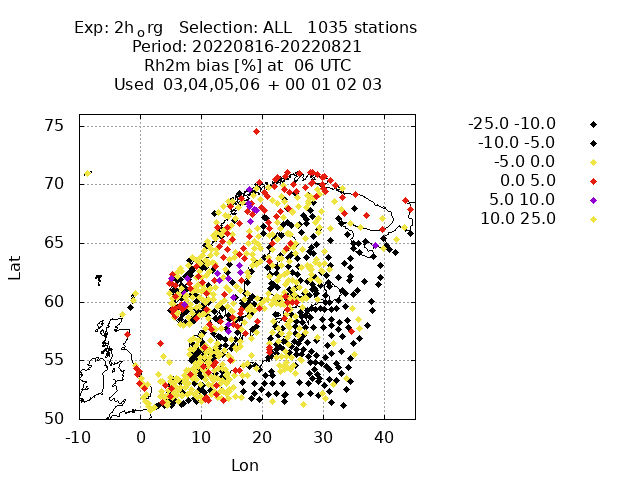 Exp: 2h_o rg Selection: ALL 1035 stations
Period: 20220816-20220821
Rh2m bias [%] at 06 UTC
Used 03,04,05,06 + 00 01 02 03
-25.0 -10.0
-10.0 -5.0
-5.0 0.0
0.0 5.0
5.0 10.0
10.0 25.0
75
70
65
60
55
50
Lat
-10 0 10 20 30 40
Lon